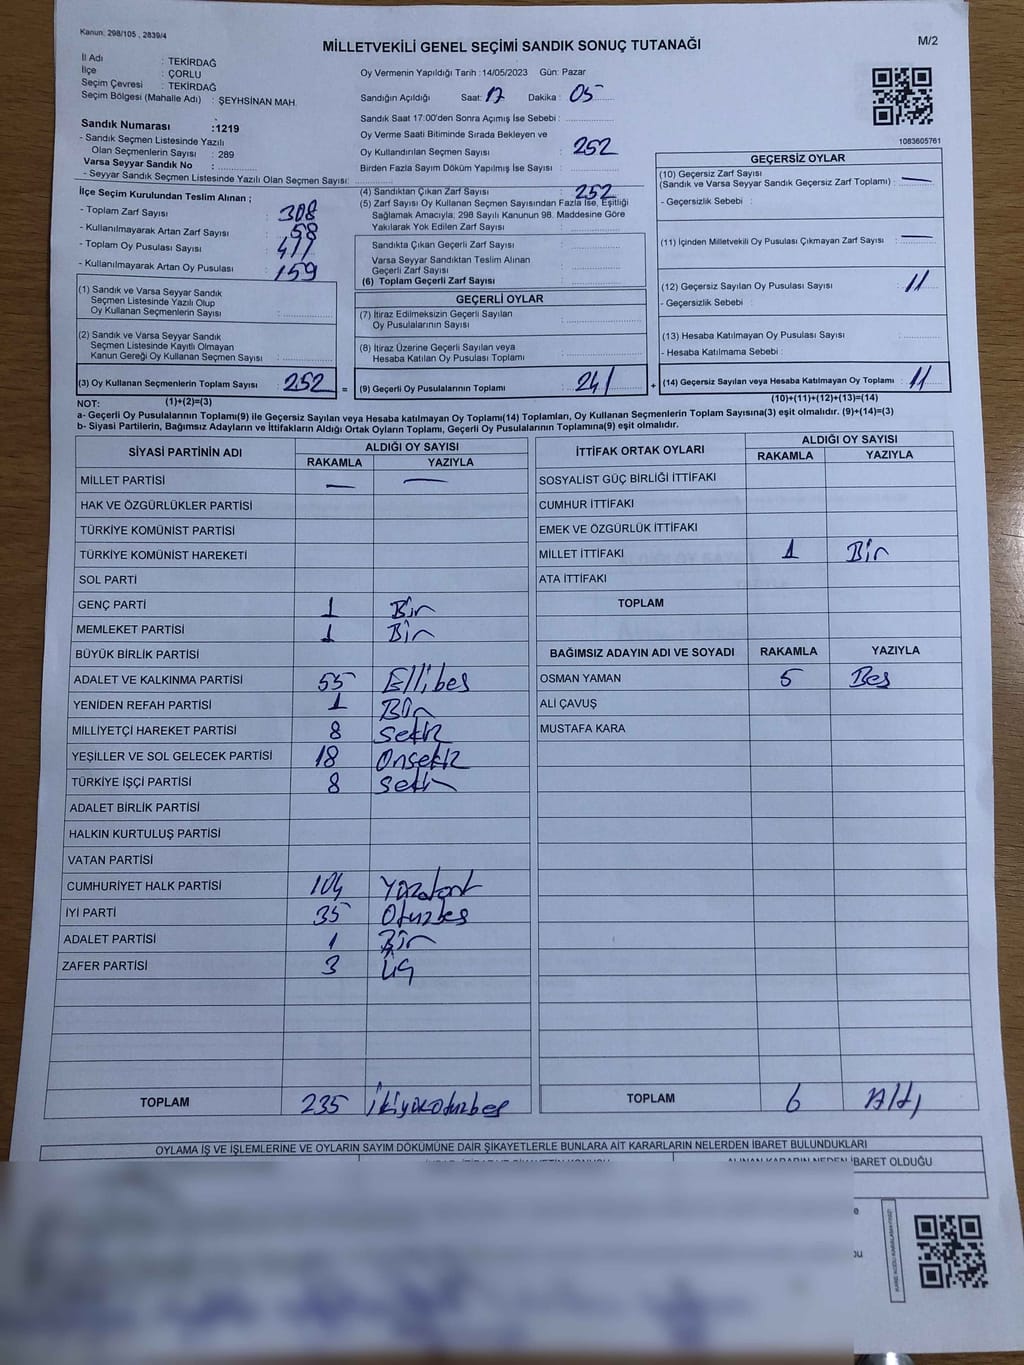 Kanun: 298/105 , 2839/4
MİLLETVEKİLİ GENEL SEÇİMİ SANDIK SONUÇ TUTANAĞI
M/2
İl Adı : TEKİRDAĞ
İlçe : ÇORLU
Seçim Çevresi : TEKİRDAĞ
Seçim Bölgesi (Mahalle Adı) : ŞEYHSİNAN MAH.
Oy Vermenin Yapıldığı Tarih : 14/05/2023 Gün: Pazar
Sandığın Açıldığı Saat: 17 Dakika : 05
Sandık Saat 17:00'den Sonra Açımış İse Sebebi :
Oy Verme Saati Bitiminde Sırada Bekleyen ve
Oy Kullandırılan Seçmen Sayısı : 252
Birden Fazla Sayım Döküm Yapılmış İse Sayısı :
1083605761
Sandık Numarası :1219
- Sandık Seçmen Listesinde Yazılı
Olan Seçmenlerin Sayısı : 289
Varsa Seyyar Sandık No :
- Seyyar Sandık Seçmen Listesinde Yazılı Olan Seçmen Sayısı:
İlçe Seçim Kurulundan Teslim Alınan ;
- Toplam Zarf Sayısı : 308
- Kullanılmayarak Artan Zarf Sayısı : 58
- Toplam Oy Pusulası Sayısı : 411
- Kullanılmayarak Artan Oy Pusulası : 159
(1) Sandık ve Varsa Seyyar Sandık
Seçmen Listesinde Yazılı Olup
Oy Kullanan Seçmenlerin Sayısı :
(2) Sandık ve Varsa Seyyar Sandık
Seçmen Listesinde Kayıtlı Olmayan
Kanun Gereği Oy Kullanan Seçmen Sayısı :
(3) Oy Kullanan Seçmenlerin Toplam Sayısı : 252 =
(1)+(2)=(3)
(4) Sandıktan Çıkan Zarf Sayısı : 252
(5) Zarf Sayısı Oy Kullanan Seçmen Sayısından Fazla İse, Eşitliği
Sağlamak Amacıyla; 298 Sayılı Kanunun 98. Maddesine Göre
Yakılarak Yok Edilen Zarf Sayısı :
Sandıkta Çıkan Geçerli Zarf Sayısı :
Varsa Seyyar Sandıktan Teslim Alınan
Geçerli Zarf Sayısı :
(6) Toplam Geçerli Zarf Sayısı :
GEÇERLİ OYLAR
(7) İtiraz Edilmeksizin Geçerli Sayılan
Oy Pusulalarının Sayısı :
(8) İtiraz Üzerine Geçerli Sayılan veya
Hesaba Katılan Oy Pusulası Toplamı :
(9) Geçerli Oy Pusulalarının Toplamı : 241 +
GEÇERSİZ OYLAR
(10) Geçersiz Zarf Sayısı
(Sandık ve Varsa Seyyar Sandık Geçersiz Zarf Toplamı) : —
- Geçersizlik Sebebi :
(11) İçinden Milletvekili Oy Pusulası Çıkmayan Zarf Sayısı : —
(12) Geçersiz Sayılan Oy Pusulası Sayısı : 11
- Geçersizlik Sebebi :
(13) Hesaba Katılmayan Oy Pusulası Sayısı :
- Hesaba Katılmama Sebebi :
(14) Geçersiz Sayılan veya Hesaba Katılmayan Oy Toplamı : 11
(10)+(11)+(12)+(13)=(14)
NOT:
a- Geçerli Oy Pusulalarının Toplamı(9) ile Geçersiz Sayılan veya Hesaba katılmayan Oy Toplamı(14) Toplamları, Oy Kullanan Seçmenlerin Toplam Sayısına(3) eşit olmalıdır. (9)+(14)=(3)
b- Siyasi Partilerin, Bağımsız Adayların ve İttifakların Aldığı Ortak Oyların Toplamı, Geçerli Oy Pusulalarının Toplamına(9) eşit olmalıdır.
SİYASİ PARTİNİN ADI ALDIĞI OY SAYISI
RAKAMLA YAZIYLA
MİLLET PARTİSİ — —
HAK VE ÖZGÜRLÜKLER PARTİSİ
TÜRKİYE KOMÜNİST PARTİSİ
TÜRKİYE KOMÜNİST HAREKETİ
SOL PARTİ
GENÇ PARTİ 1 Bir
MEMLEKET PARTİSİ 1 Bir
BÜYÜK BİRLİK PARTİSİ
ADALET VE KALKINMA PARTİSİ 55 Ellibeş
YENİDEN REFAH PARTİSİ 1 Bir
MİLLİYETÇİ HAREKET PARTİSİ 8 Sekiz
YEŞİLLER VE SOL GELECEK PARTİSİ 18 Onsekiz
TÜRKİYE İŞÇİ PARTİSİ 8 Sekiz
ADALET BİRLİK PARTİSİ
HALKIN KURTULUŞ PARTİSİ
VATAN PARTİSİ
CUMHURİYET HALK PARTİSİ 104 Yüzdört
İYİ PARTİ 35 Otuzbeş
ADALET PARTİSİ 1 Bir
ZAFER PARTİSİ 3 Üç
TOPLAM 235 İkiyüzotuzbeş
İTTİFAK ORTAK OYLARI ALDIĞI OY SAYISI
RAKAMLA YAZIYLA
SOSYALIST GÜÇ BİRLİĞİ İTTİFAKI
CUMHUR İTTİFAKI
EMEK VE ÖZGÜRLÜK İTTİFAKI
MİLLET İTTİFAKI 1 Bir
ATA İTTİFAKI
TOPLAM
BAĞIMSIZ ADAYIN ADI VE SOYADI RAKAMLA YAZIYLA
OSMAN YAMAN 5 Beş
ALİ ÇAVUŞ
MUSTAFA KARA
TOPLAM 6 Altı
OYLAMA İŞ VE İŞLEMLERİNE VE OYLARIN SAYIM DÖKÜMÜNE DAİR ŞİKAYETLERLE BUNLARA AİT KARARLARIN NELERDEN İBARET BULUNDUKLARI
ALINAN KARARIN NEDEN İBARET OLDUĞU